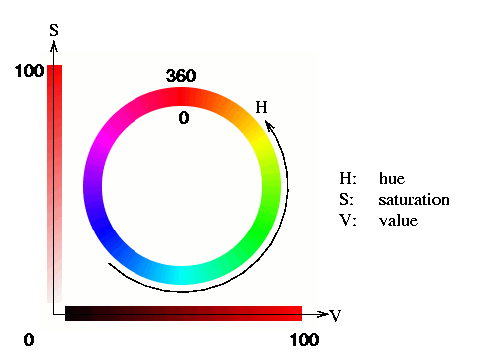 S
100
360
0
H
H: hue
S: saturation
V: value
V
0
100